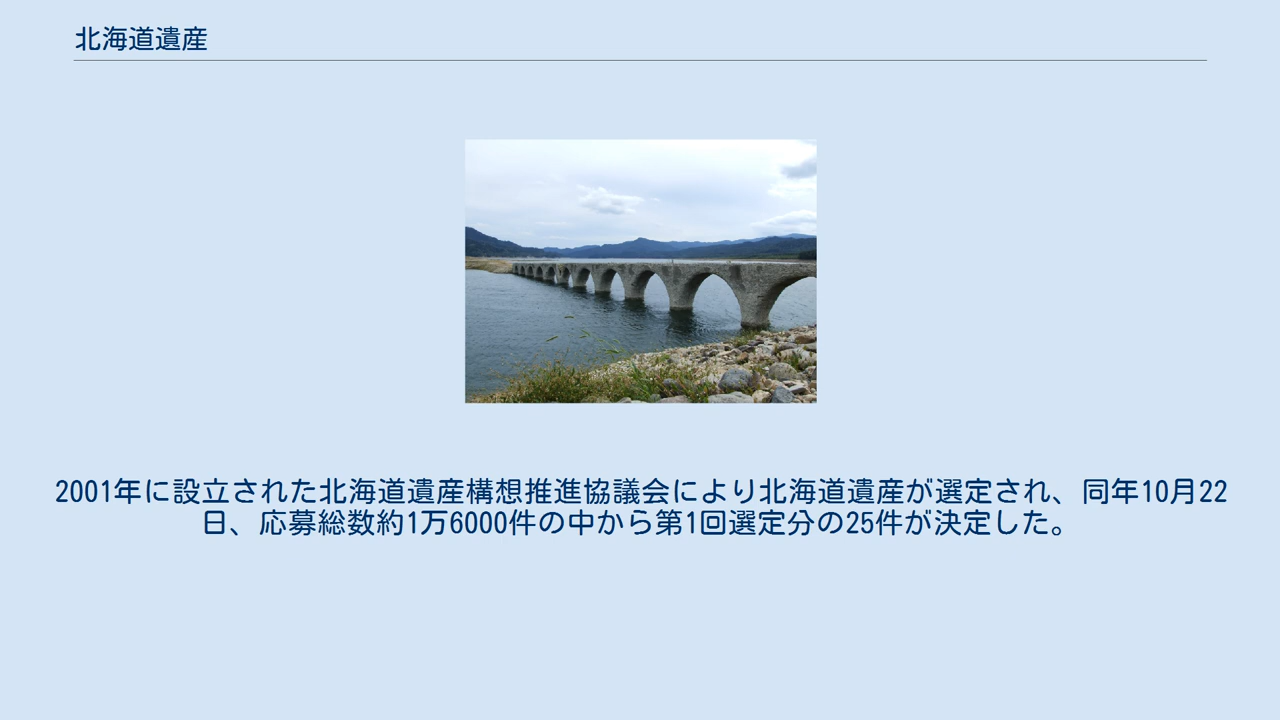 北海道遺産
2001年に設立された北海道遺産構想推進協議会により北海道遺産が選定され、同年10月22
日、応募総数約1万6000件の中から第1回選定分の25件が決定した。